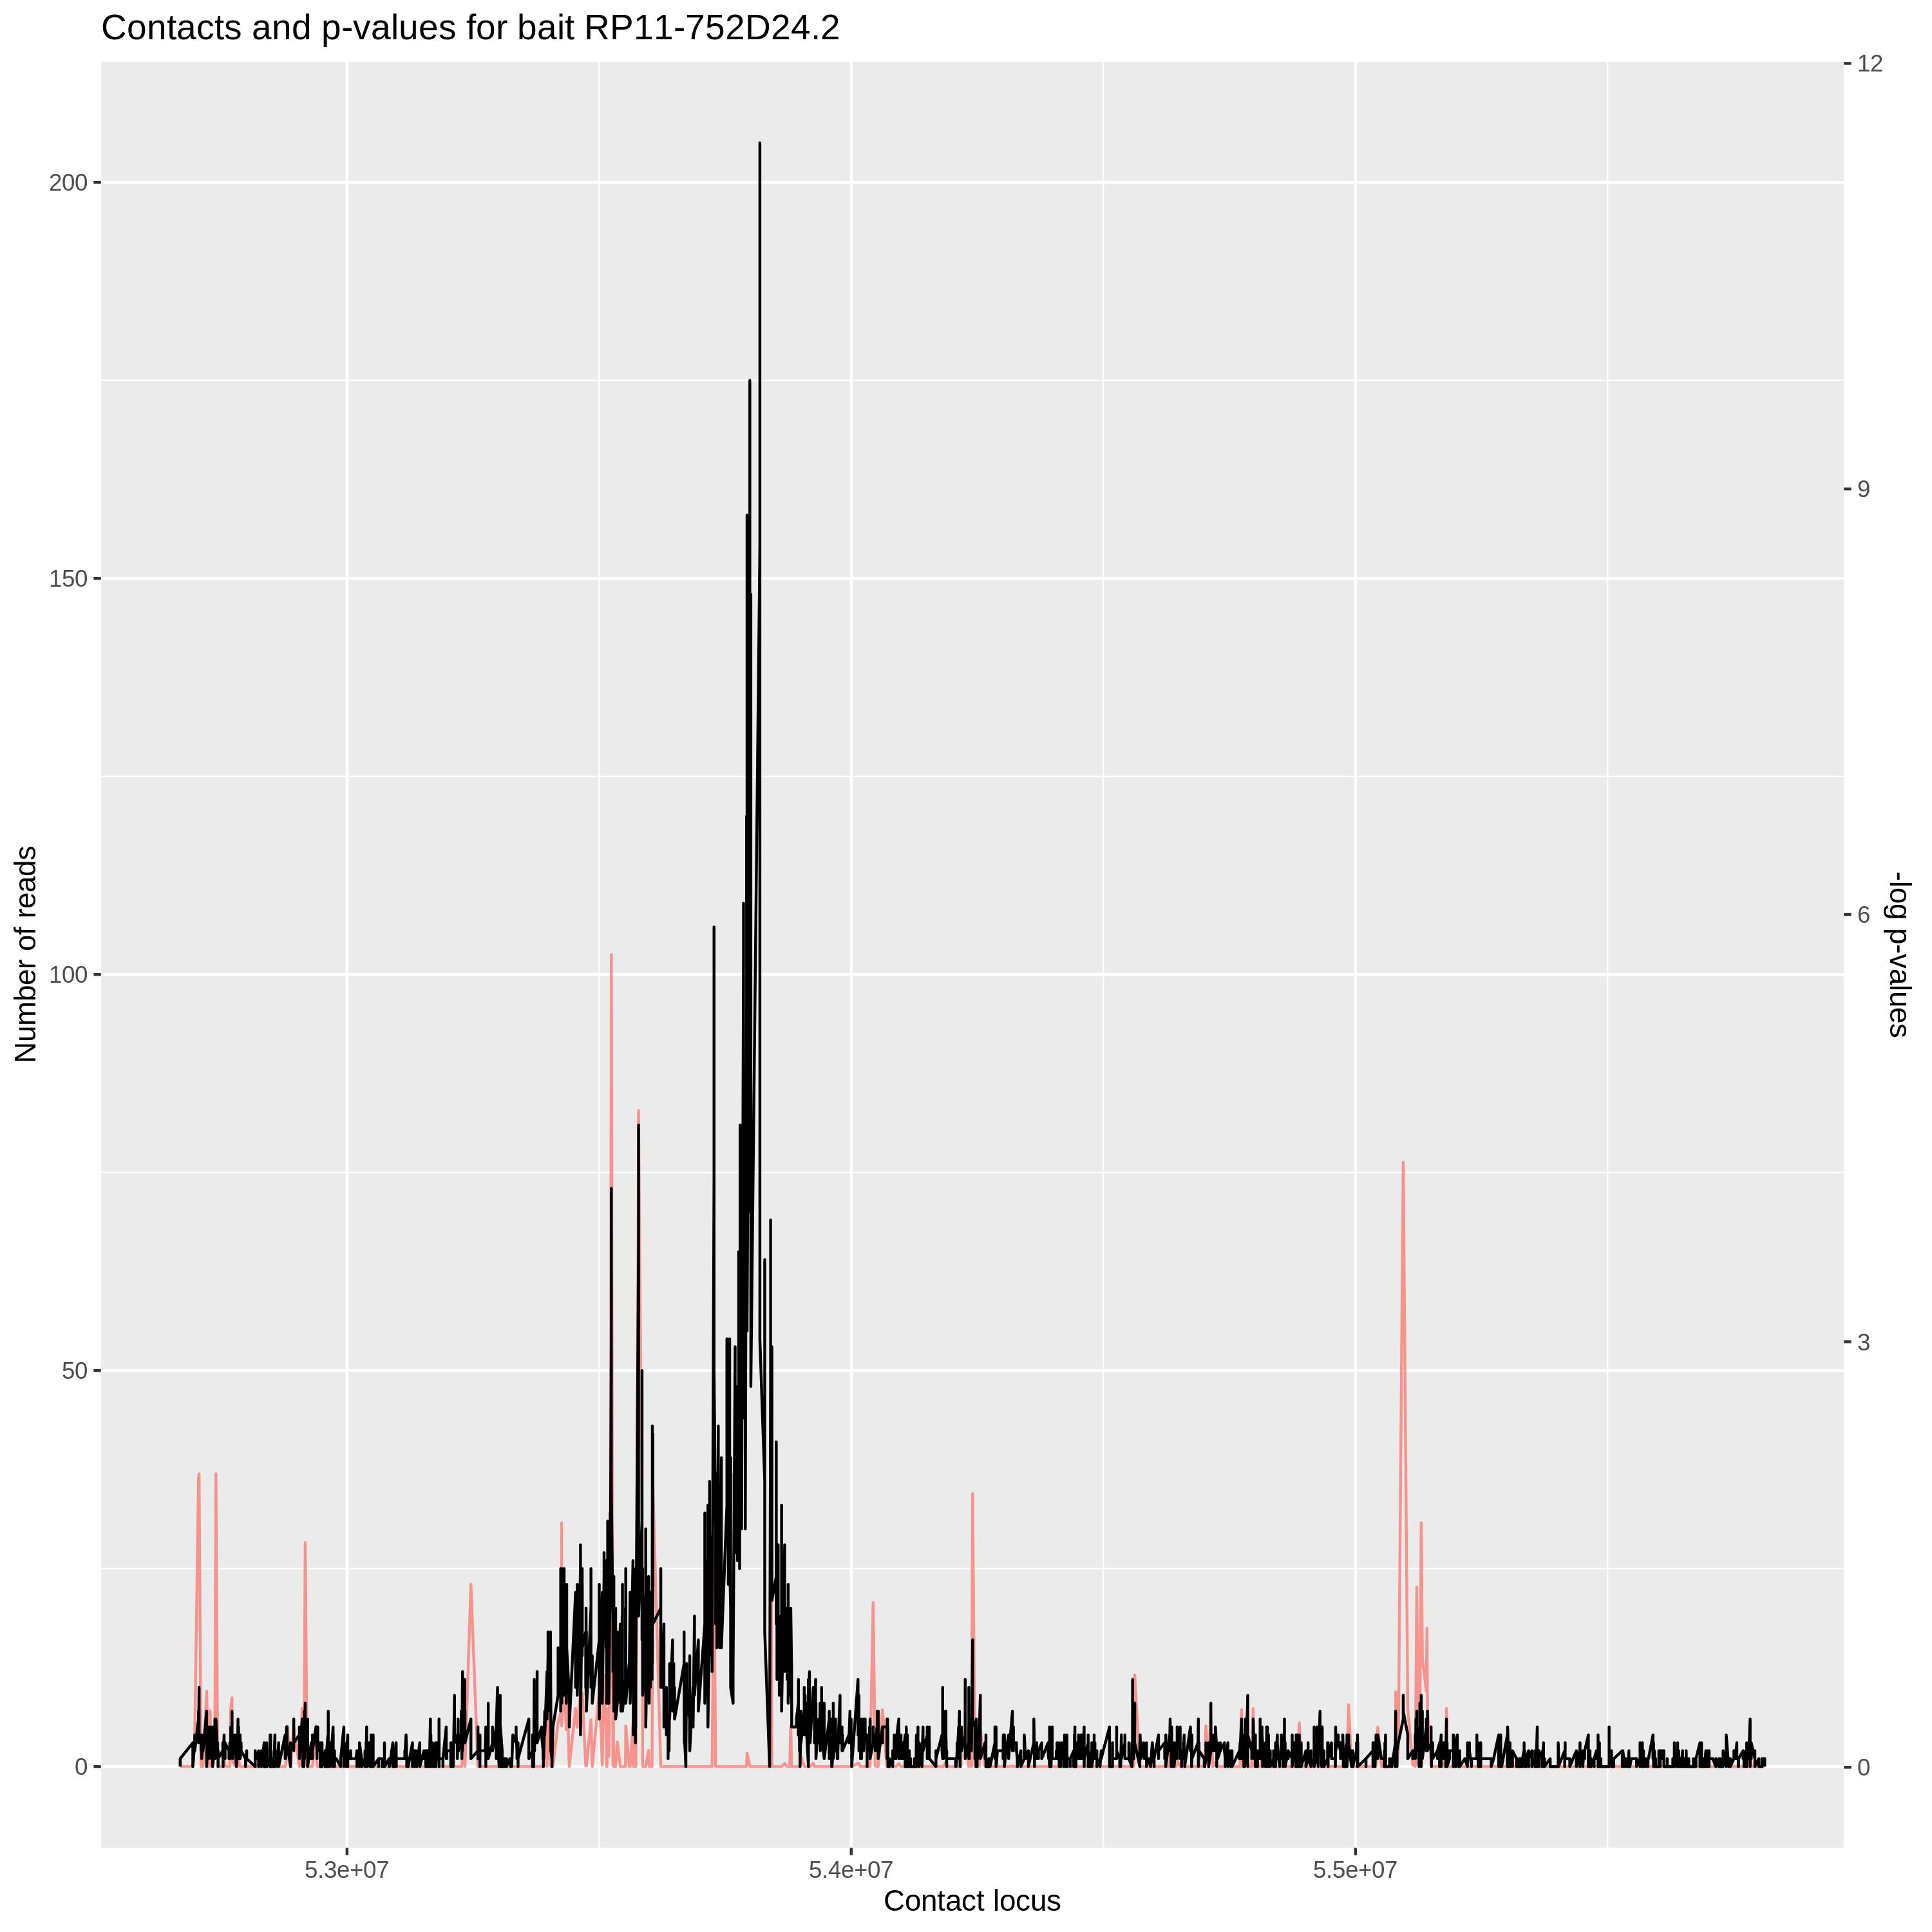 Contacts and p-values for bait RP11-752D24.2
Number of reads
200
150
100
50
0
12
9
6
3
0
-log p-values
5.3e+07
5.4e+07
5.5e+07
Contact locus